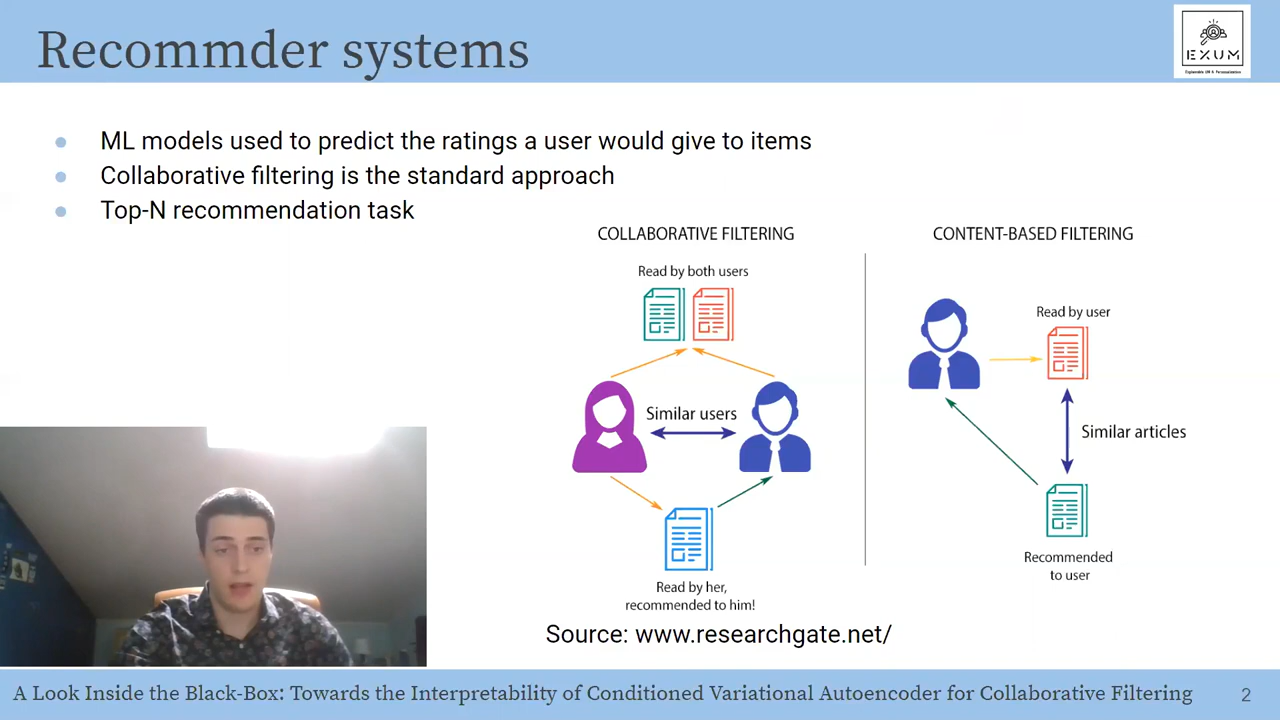 Recommder systems
EXUM
Explainable UM & Personalization
ML models used to predict the ratings a user would give to items
Collaborative filtering is the standard approach
Top-N recommendation task
COLLABORATIVE FILTERING
Read by both users
Similar users
Read by her,
recommended to him!
CONTENT-BASED FILTERING
Read by user
Similar articles
Recommended
to user
Source: www.researchgate.net/
A Look Inside the Black-Box: Towards the Interpretability of Conditioned Variational Autoencoder for Collaborative Filtering
2